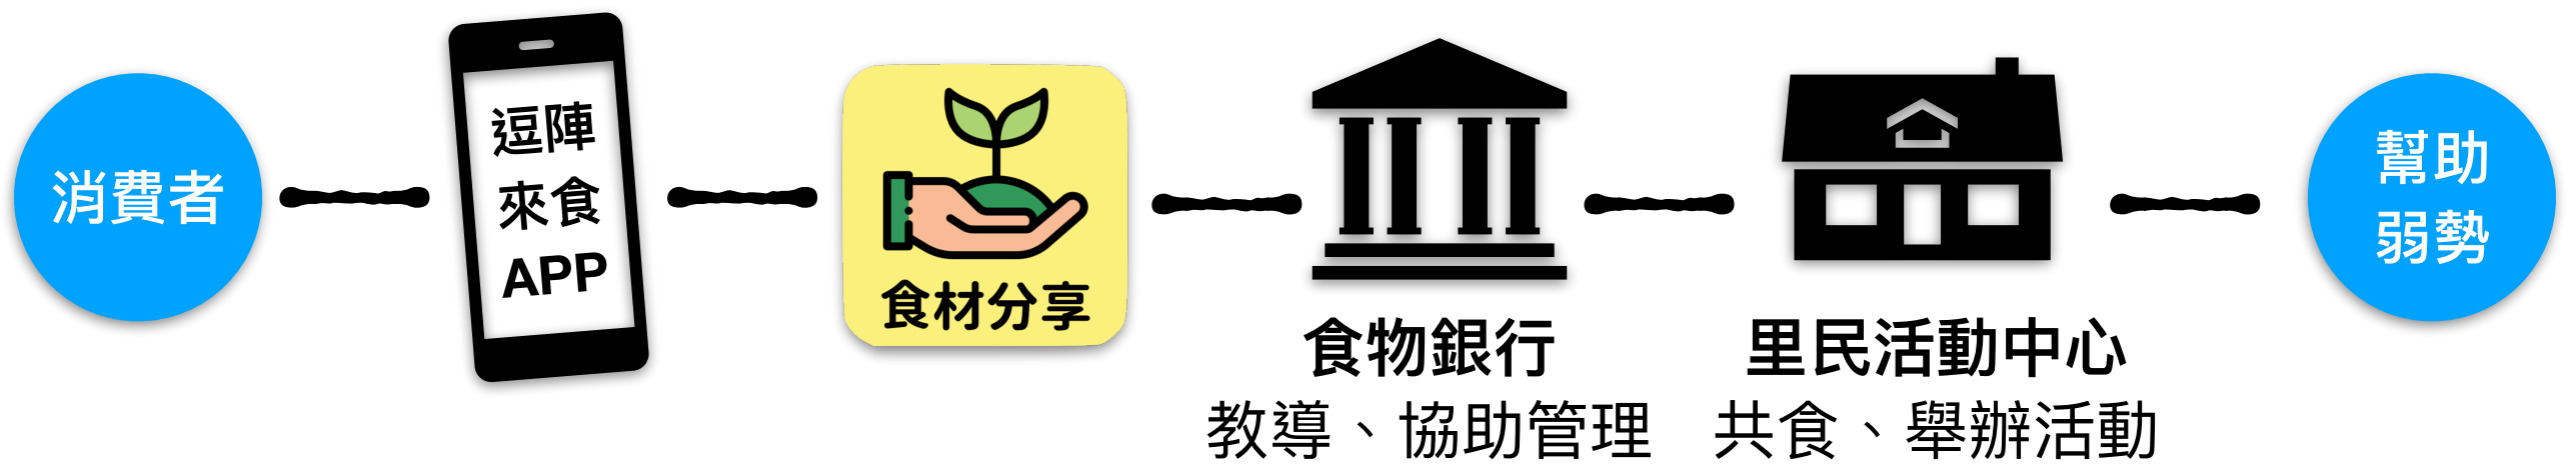 消費者
逗陣
來食
APP
食材分享
食物銀行
教導、協助管理
里民活動中心
共食、舉辦活動
幫助
弱勢